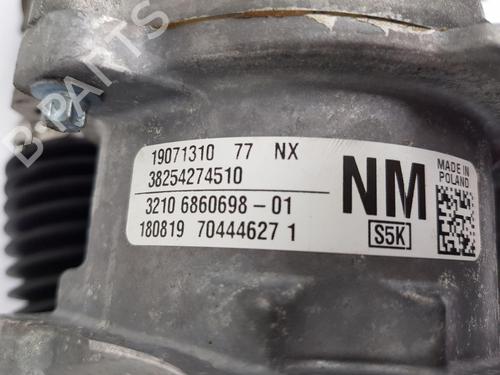 B-PARTS
19071310 77 NX
38254274510
3210 6860698-01
180819 70444627 1
NM
S5K
MADE IN
POLAND